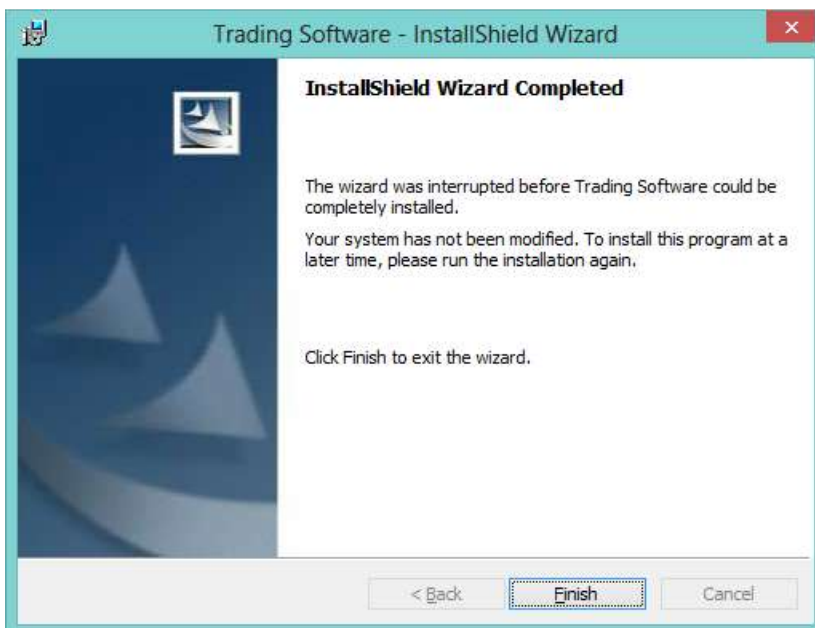 Trading Software - InstallShield Wizard
InstallShield Wizard Completed
The wizard was interrupted before Trading Software could be
completely installed.
Your system has not been modified. To install this program at a
later time, please run the installation again.
Click Finish to exit the wizard.
< Back Finish Cancel